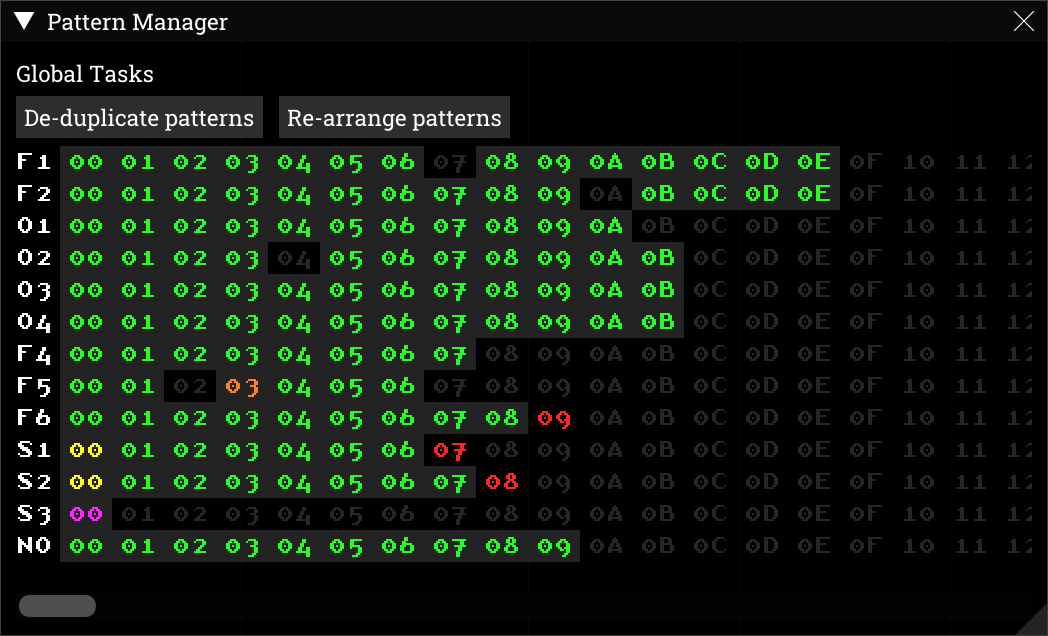 Pattern Manager
Global Tasks
De-duplicate patterns Re-arrange patterns
F1 00 01 02 03 04 05 06 07 08 09 0A 0B 0C 0D 0E 0F 10 11 12
F2 00 01 02 03 04 05 06 07 08 09 0A 0B 0C 0D 0E 0F 10 11 12
O1 00 01 02 03 04 05 06 07 08 09 0A 0B 0C 0D 0E 0F 10 11 12
O2 00 01 02 03 04 05 06 07 08 09 0A 0B 0C 0D 0E 0F 10 11 12
O3 00 01 02 03 04 05 06 07 08 09 0A 0B 0C 0D 0E 0F 10 11 12
O4 00 01 02 03 04 05 06 07 08 09 0A 0B 0C 0D 0E 0F 10 11 12
F4 00 01 02 03 04 05 06 07 08 09 0A 0B 0C 0D 0E 0F 10 11 12
F5 00 01 02 03 04 05 06 07 08 09 0A 0B 0C 0D 0E 0F 10 11 12
F6 00 01 02 03 04 05 06 07 08 09 0A 0B 0C 0D 0E 0F 10 11 12
S1 00 01 02 03 04 05 06 07 08 09 0A 0B 0C 0D 0E 0F 10 11 12
S2 00 01 02 03 04 05 06 07 08 09 0A 0B 0C 0D 0E 0F 10 11 12
S3 00 01 02 03 04 05 06 07 08 09 0A 0B 0C 0D 0E 0F 10 11 12
NO 00 01 02 03 04 05 06 07 08 09 0A 0B 0C 0D 0E 0F 10 11 12